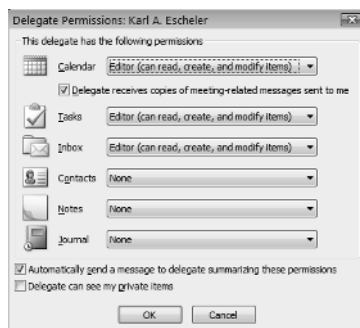 Delegate Permissions: Karl A. Escheler
This delegate has the following permissions
Calendar Editor (can read, create, and modify items)
Delegate receives copies of meeting-related messages sent to me
Tasks Editor (can read, create, and modify items)
Inbox Editor (can read, create, and modify items)
Contacts None
Notes None
Journal None
Automatically send a message to delegate summarizing these permissions
Delegate can see my private items
OK Cancel